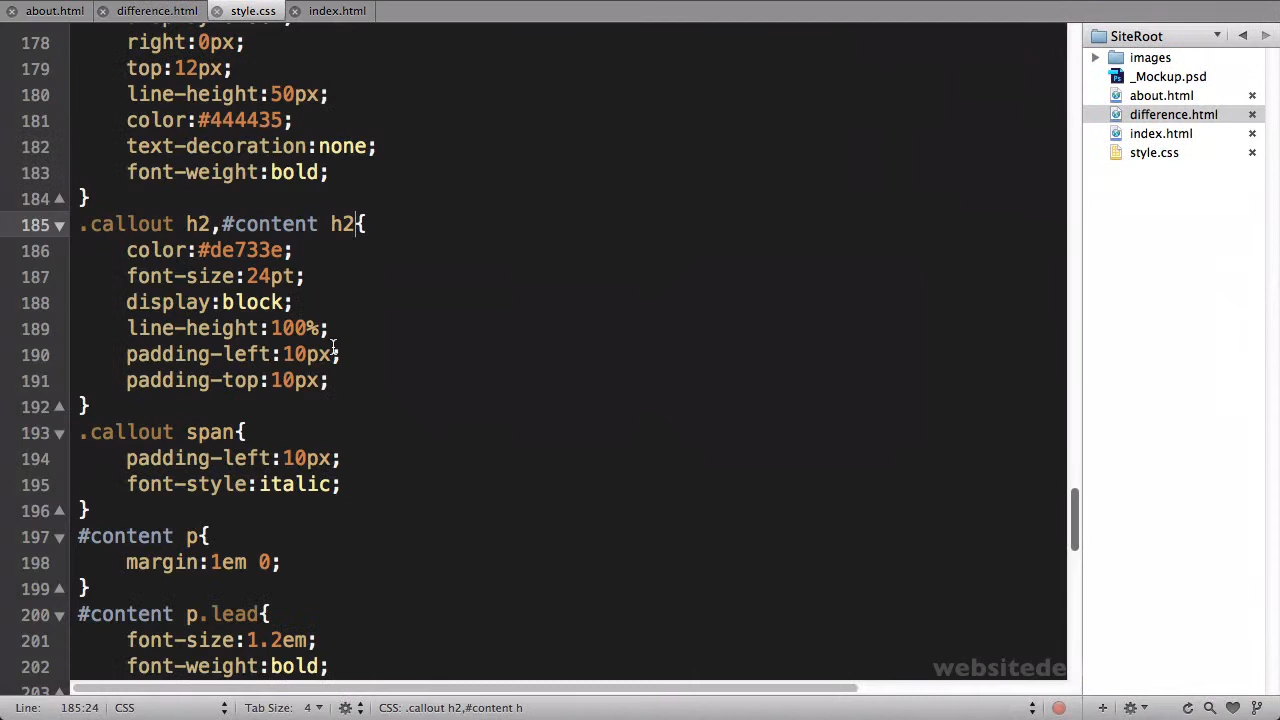 about.html difference.html style.css index.html
178 right:0px;
179 top:12px;
180 line-height:50px;
181 color:#444435;
182 text-decoration:none;
183 font-weight:bold;
184 }
185 .callout h2,#content h2{
186 color:#de733e;
187 font-size:24pt;
188 display:block;
189 line-height:100%;
190 padding-left:10px;
191 padding-top:10px;
192 }
193 .callout span{
194 padding-left:10px;
195 font-style:italic;
196 }
197 #content p{
198 margin:1em 0;
199 }
200 #content p.lead{
201 font-size:1.2em;
202 font-weight:bold;
203
websitede
SiteRoot
images
_Mockup.psd
about.html
difference.html
index.html
style.css
Line: 185:24 CSS Tab Size: 4 CSS: .callout h2,#content h